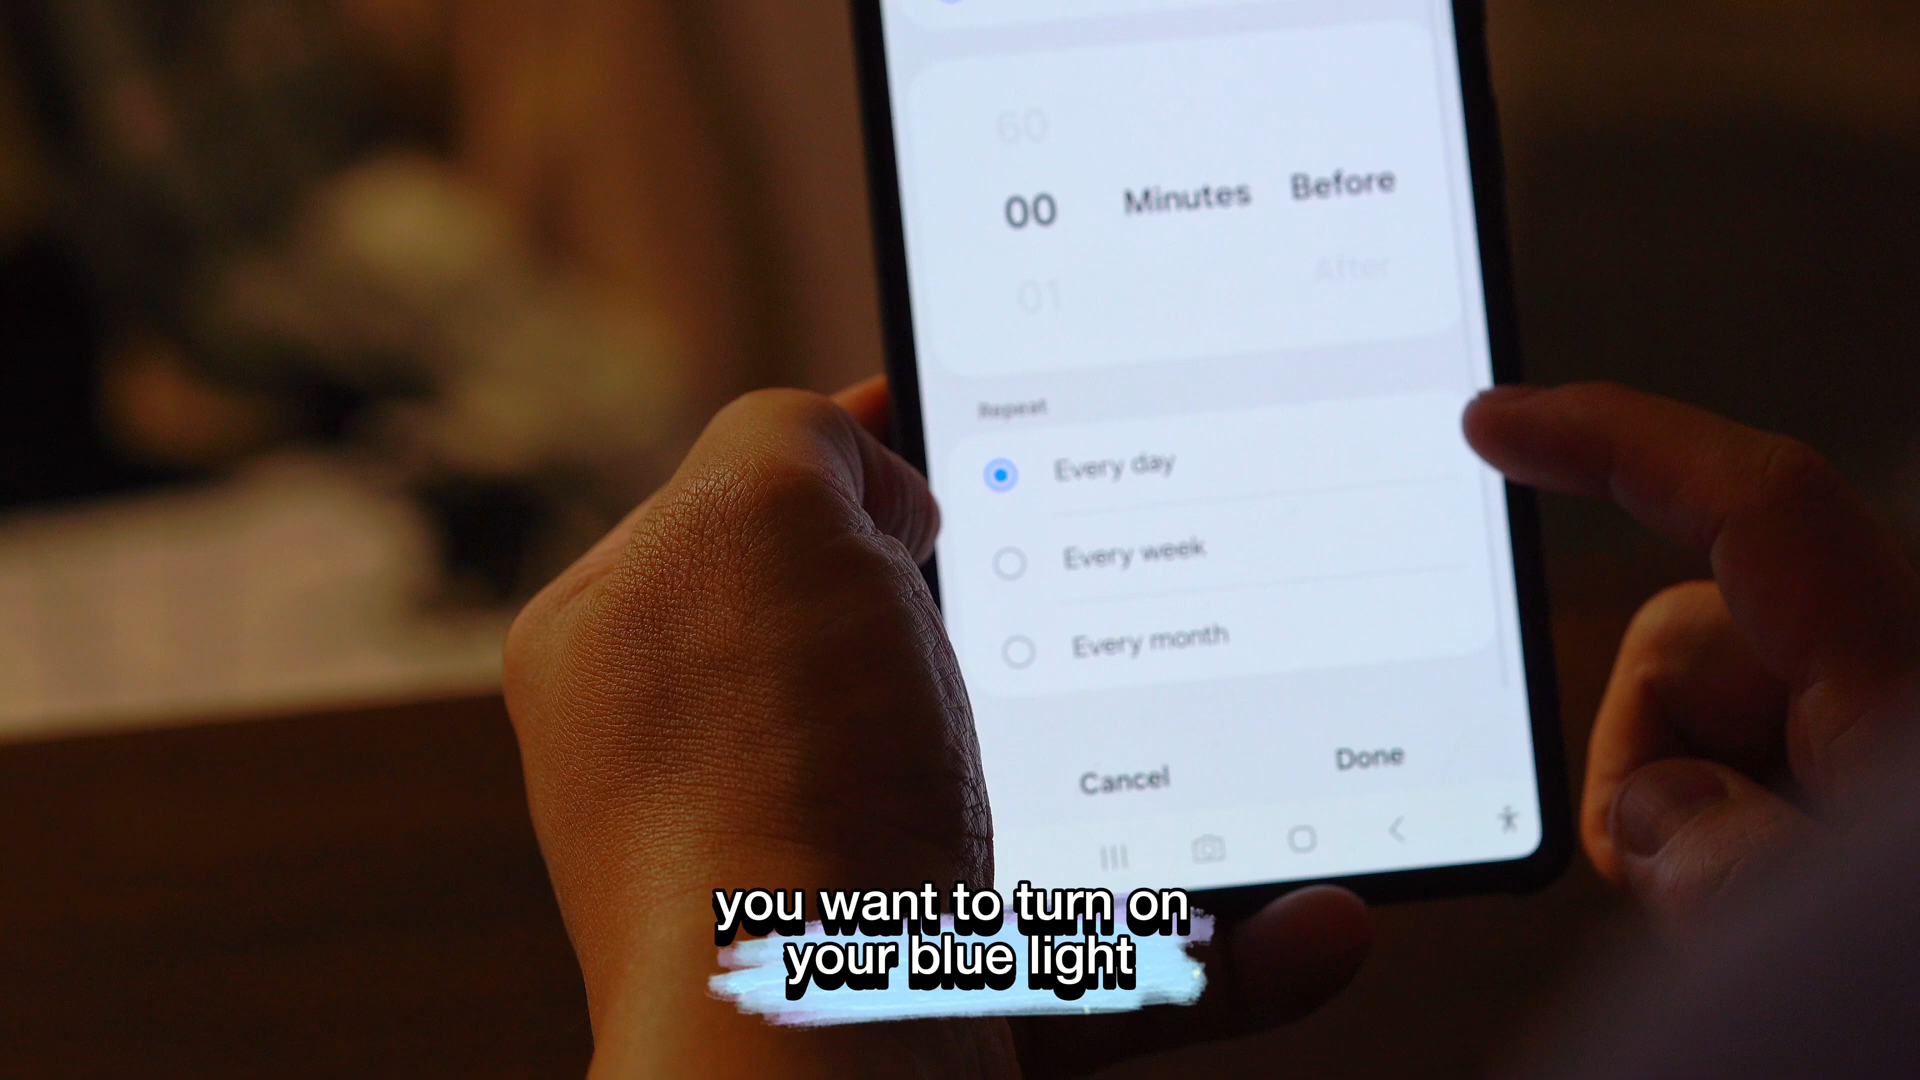 60
00 Minutes Before
01 After
Repeat
Every day
Every week
Every month
Cancel Done
you want to turn on
your blue light